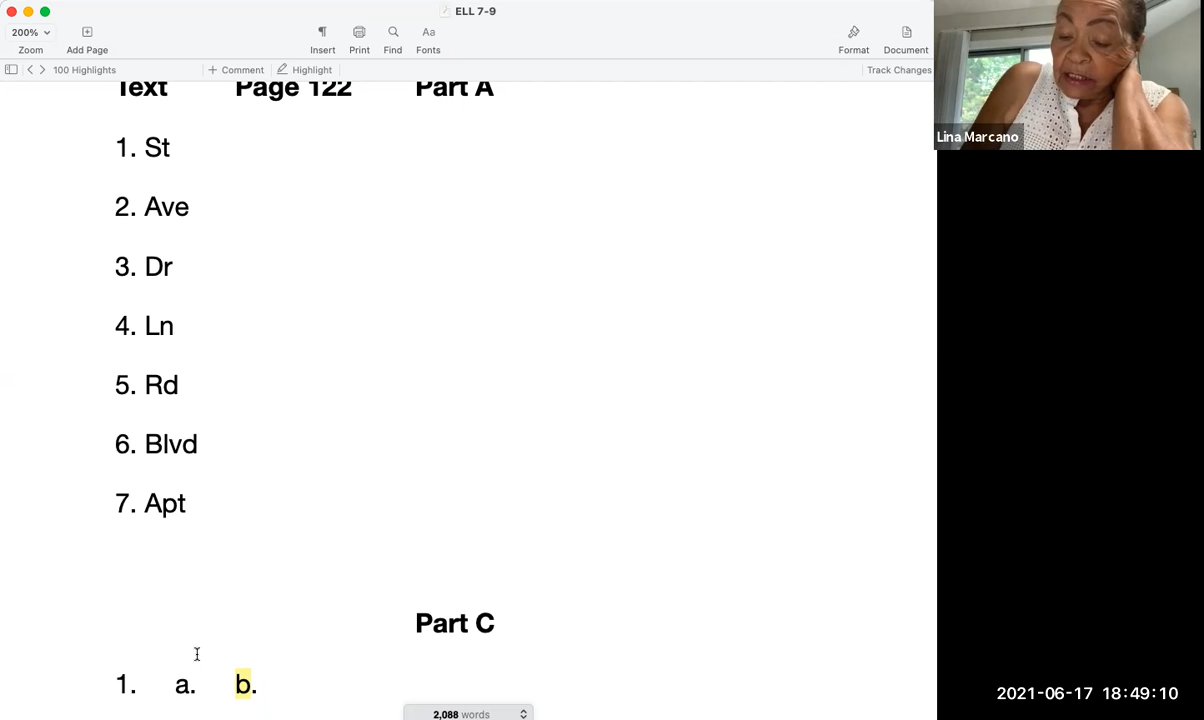 ELL 7-9
200%
Zoom
Add Page
Insert
Print
Find
Aa
Fonts
Format
Document
100 Highlights
+ Comment
Highlight
Track Changes
Text Page 122 Part A
1. St
2. Ave
3. Dr
4. Ln
5. Rd
6. Blvd
7. Apt
Part C
1. a. b.
2,088 words
Lina Marcano
2021-06-17 18:49:10